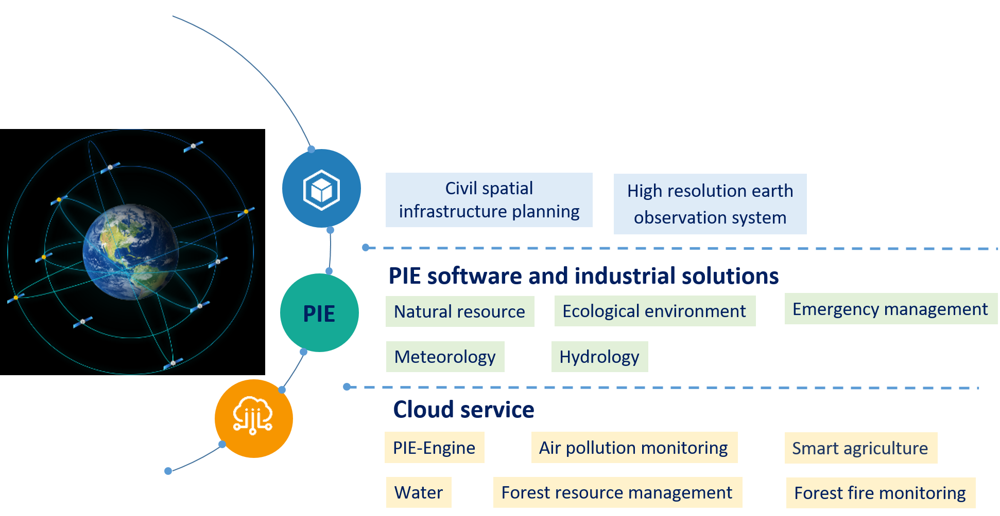 Civil spatial
infrastructure planning
High resolution earth
observation system
PIE software and industrial solutions
PIE
Natural resource
Ecological environment
Emergency management
Meteorology
Hydrology
Cloud service
PIE-Engine
Air pollution monitoring
Smart agriculture
Water
Forest resource management
Forest fire monitoring